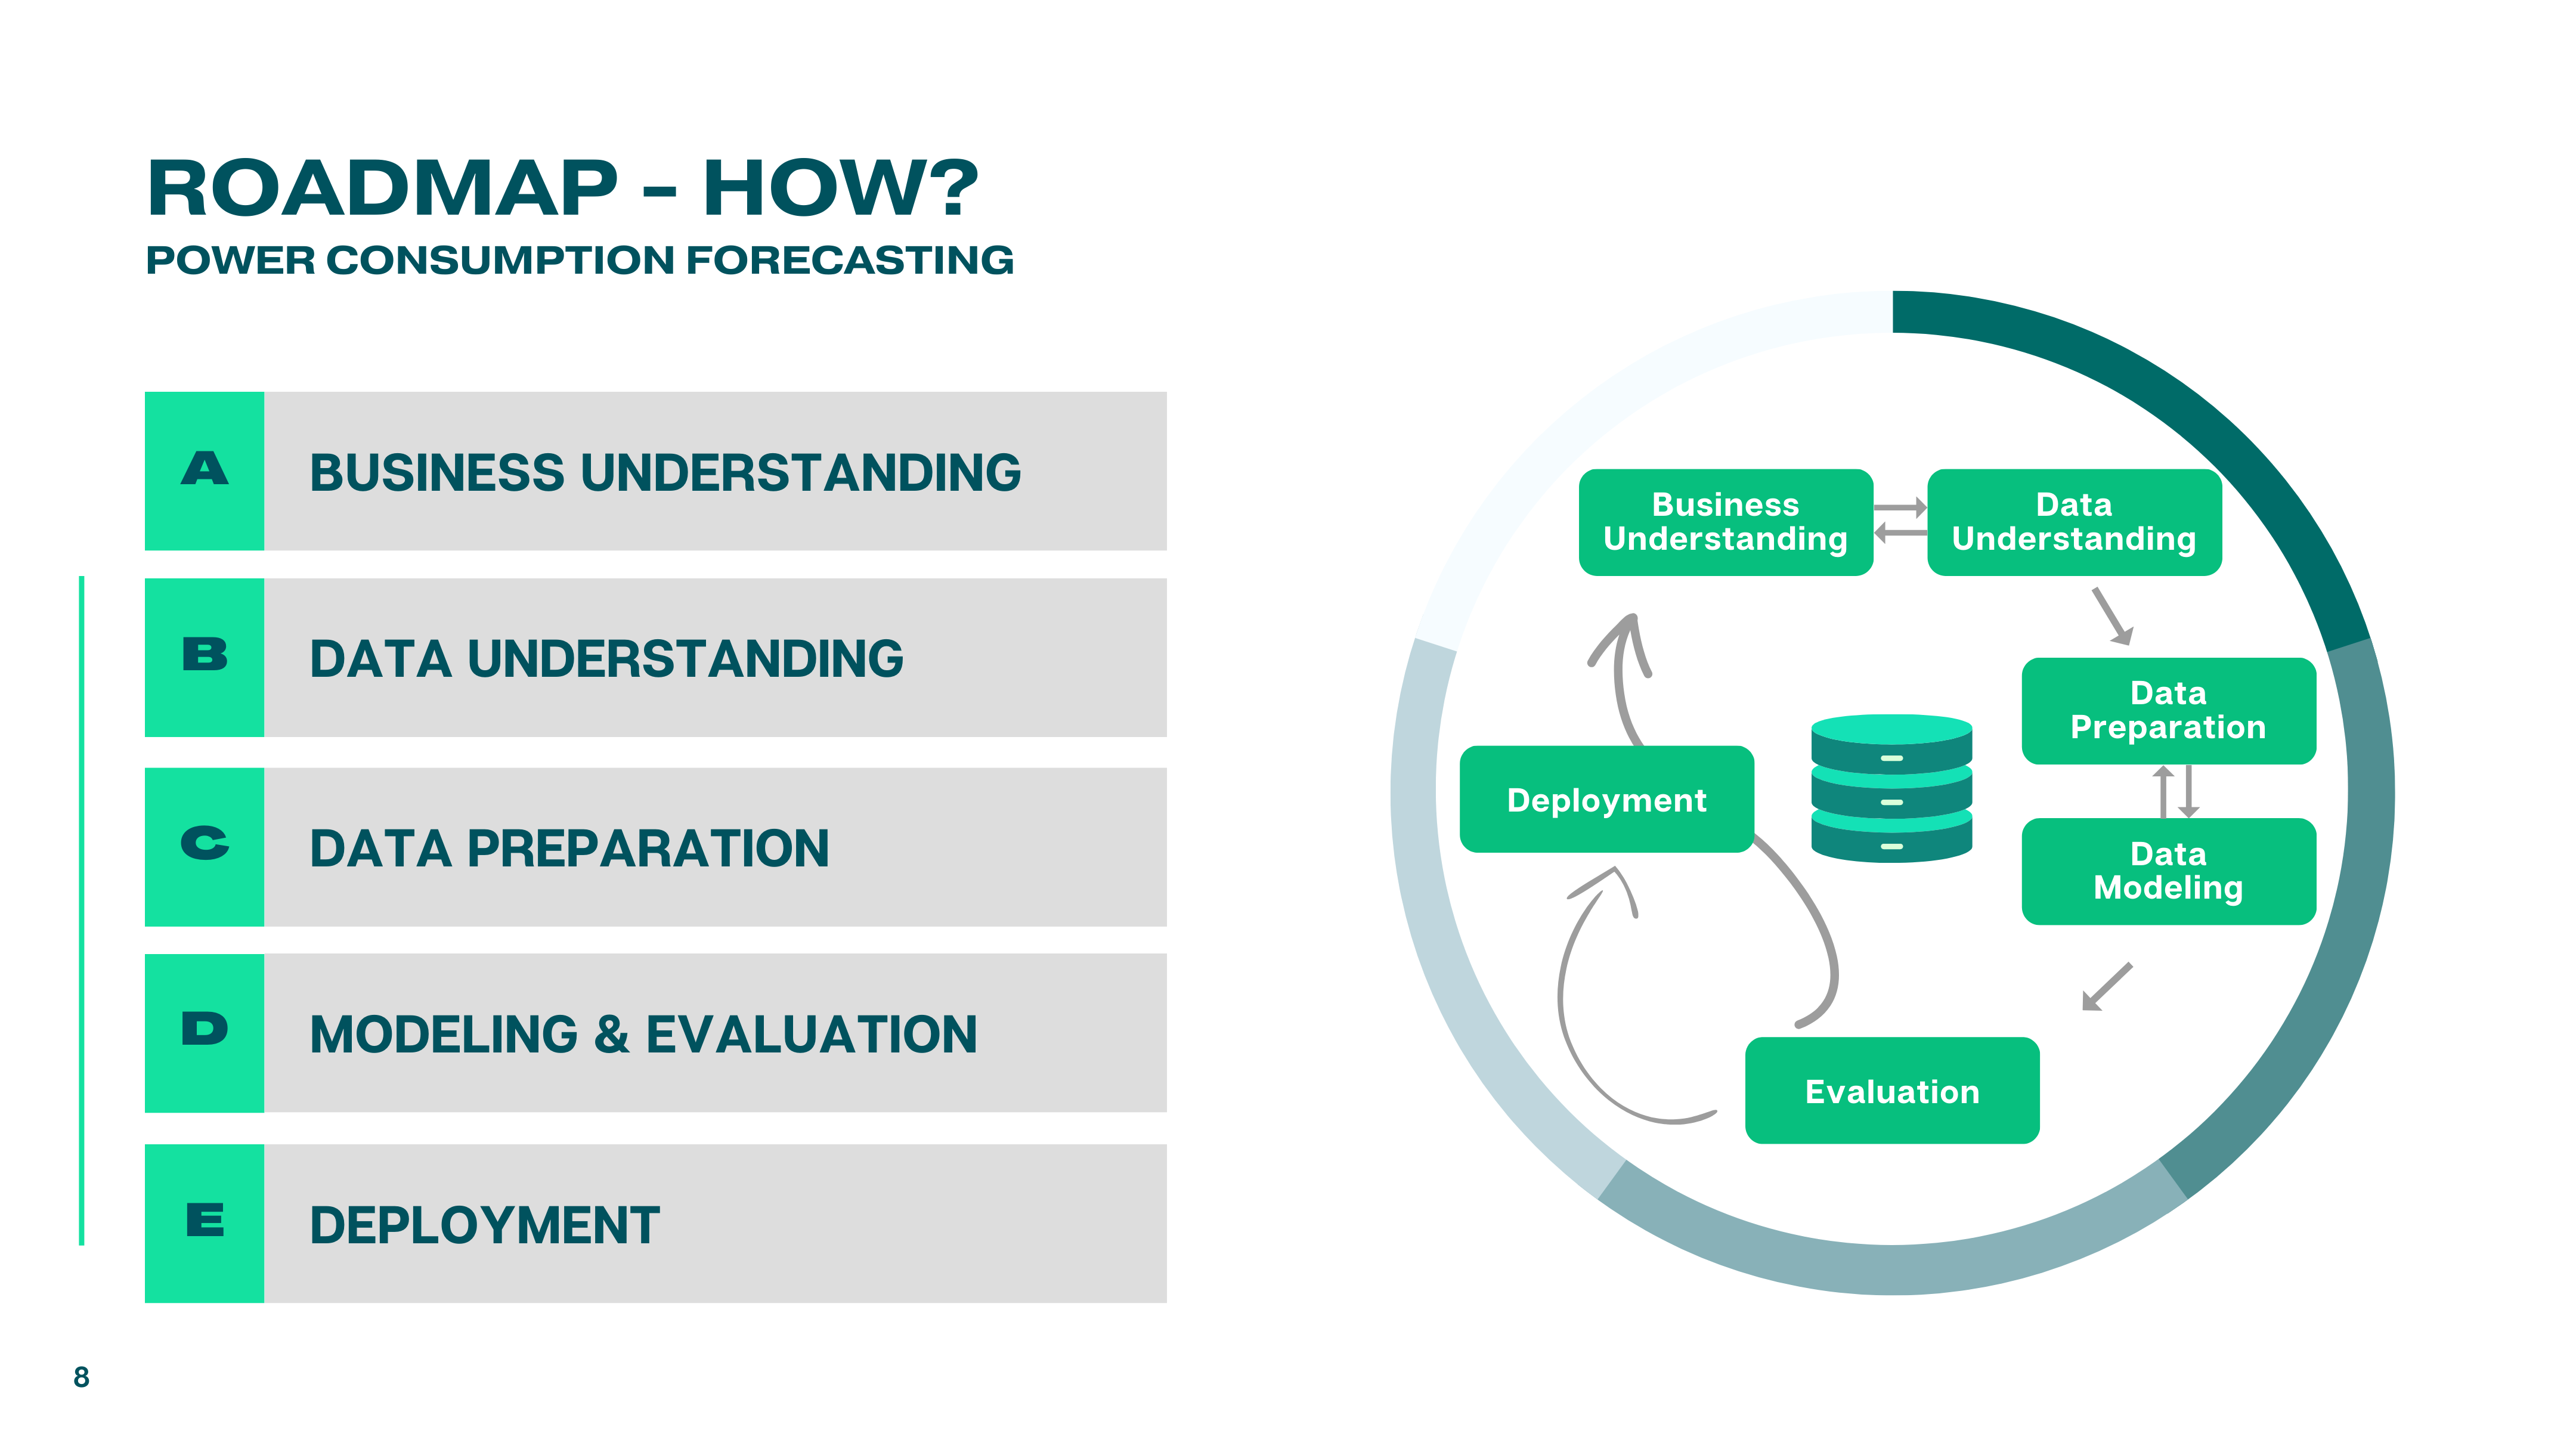 ROADMAP - HOW?
POWER CONSUMPTION FORECASTING
A
BUSINESS UNDERSTANDING
B
DATA UNDERSTANDING
C
DATA PREPARATION
D
MODELING & EVALUATION
E
DEPLOYMENT
Business
Understanding
Data
Understanding
Data
Preparation
Data
Modeling
Evaluation
Deployment
8